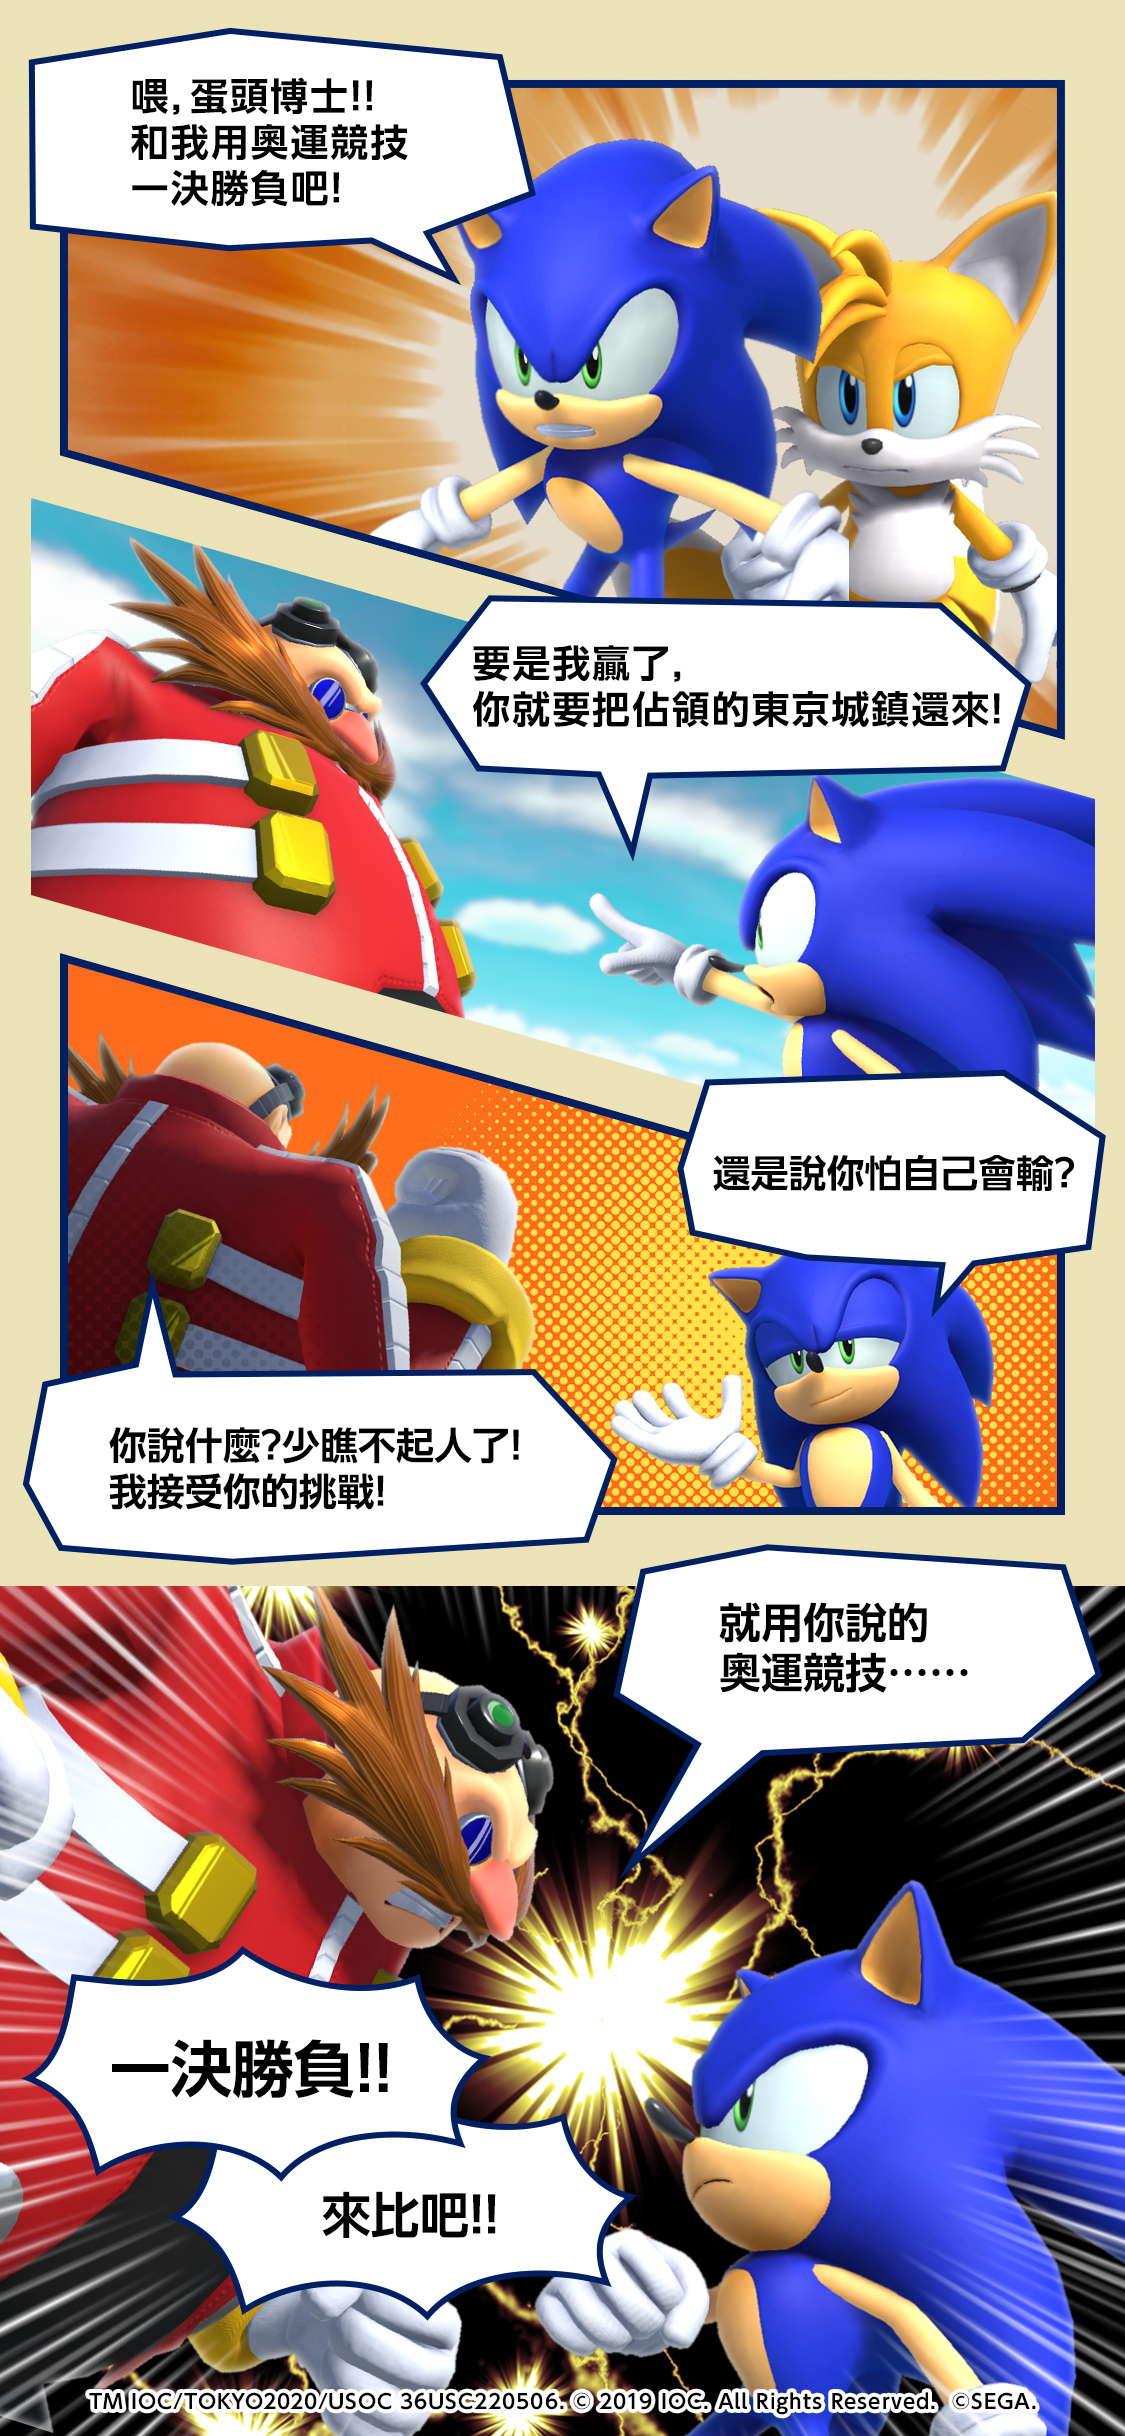 喂，蛋頭博士!!
和我用奧運競技
一決勝負吧!
要是我贏了，
你就要把佔領的東京城鎮還來!
還是說你怕自己會輸?
你說什麼?少瞧不起人了!
我接受你的挑戰!
就用你說的
奧運競技……
一決勝負!!
來比吧!!
TM IOC/TOKYO2020/USOC 36USC220506. © 2019 IOC. All Rights Reserved. ©SEGA.